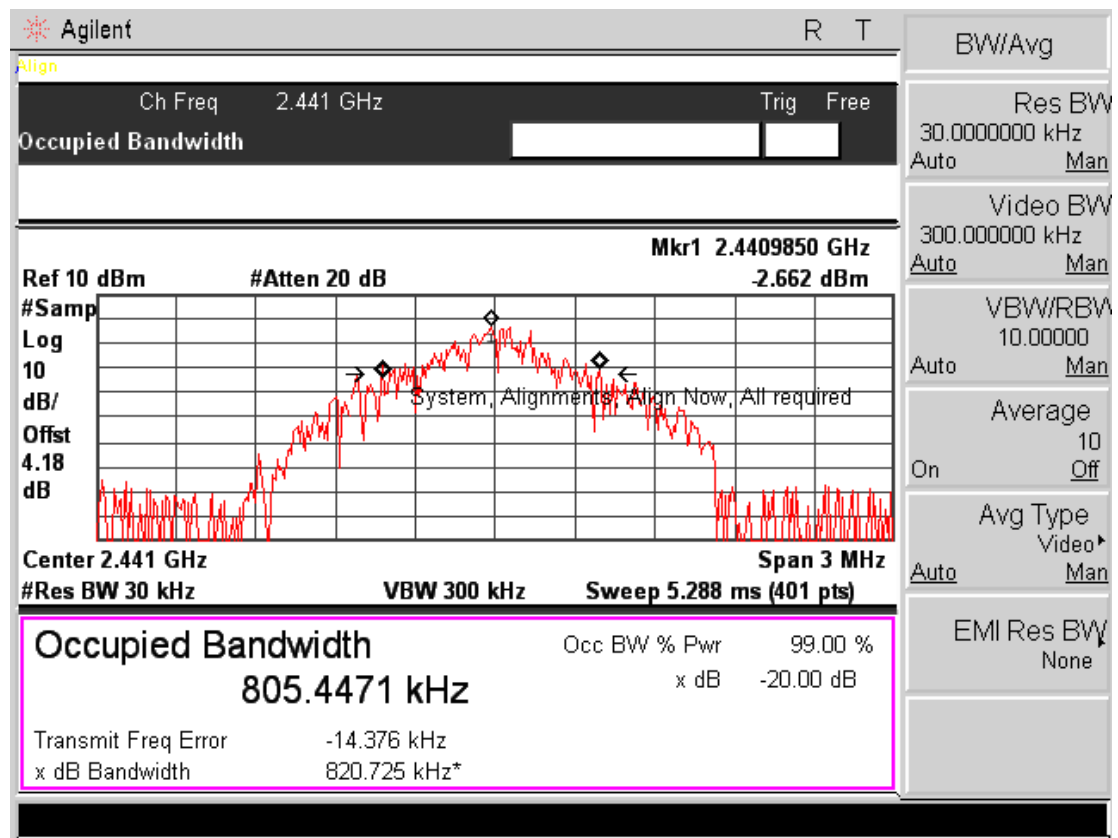 Agilent R T
Align
Ch Freq 2.441 GHz Trig Free
Occupied Bandwidth
Mkr1 2.4409850 GHz
Ref 10 dBm #Atten 20 dB -2.662 dBm
#Samp
Log
10
dB/
Offst
4.18
dB
System, Alignments, Align Now, All required
Center 2.441 GHz Span 3 MHz
#Res BW 30 kHz VBW 300 kHz Sweep 5.288 ms (401 pts)
Occupied Bandwidth
805.4471 kHz
Occ BW % Pwr 99.00 %
x dB -20.00 dB
Transmit Freq Error -14.376 kHz
x dB Bandwidth 820.725 kHz*
BW/Avg
Res BW
30.0000000 kHz
Auto Man
Video BW
300.000000 kHz
Auto Man
VBW/RBW
10.00000
Auto Man
Average
10
On Off
Avg Type
Video
Auto Man
EMI Res BW
None